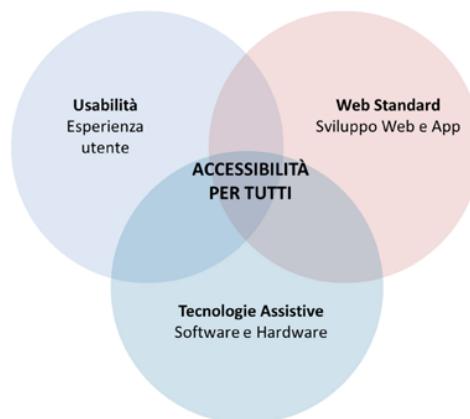 Usabilità
Esperienza
utente
Web Standard
Sviluppo Web e App
ACCESSIBILITÀ
PER TUTTI
Tecnologie Assistive
Software e Hardware